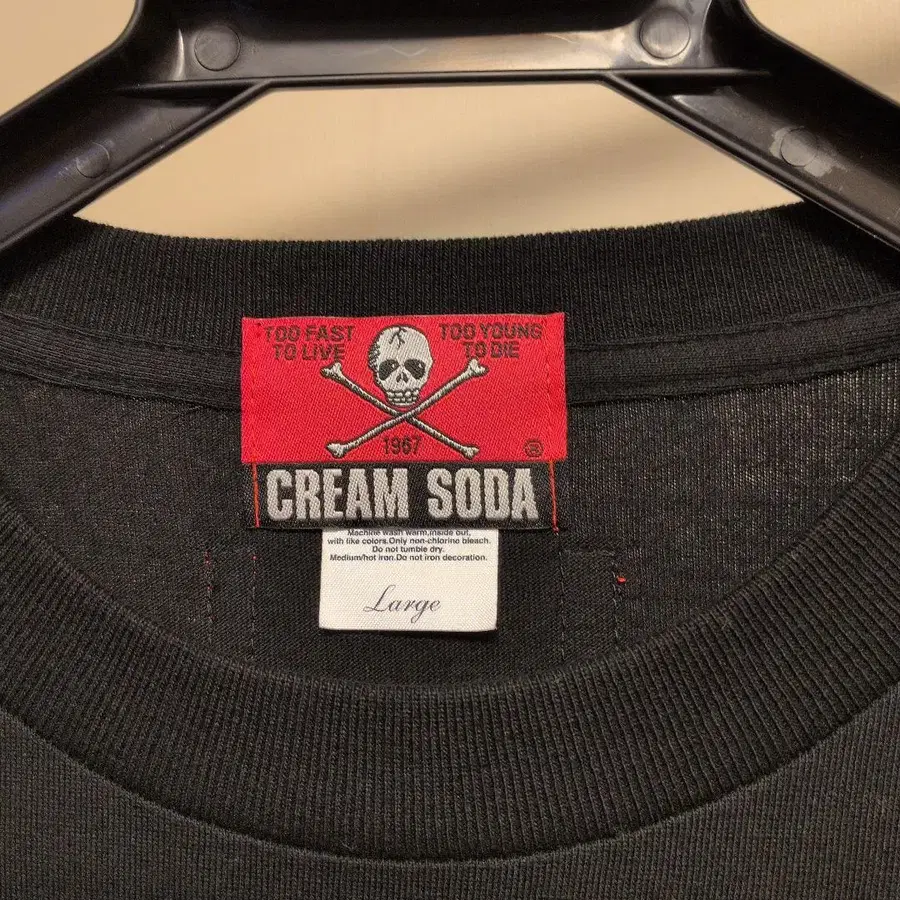 TOO FAST TOO YOUNG
TO LIVE TO DIE
1967
®
CREAM SODA
Machine wash warm,inside out,
with like colors.Only non-chlorine bleach.
Do not tumble dry.
Medium/hot iron.Do not iron decoration.
Large